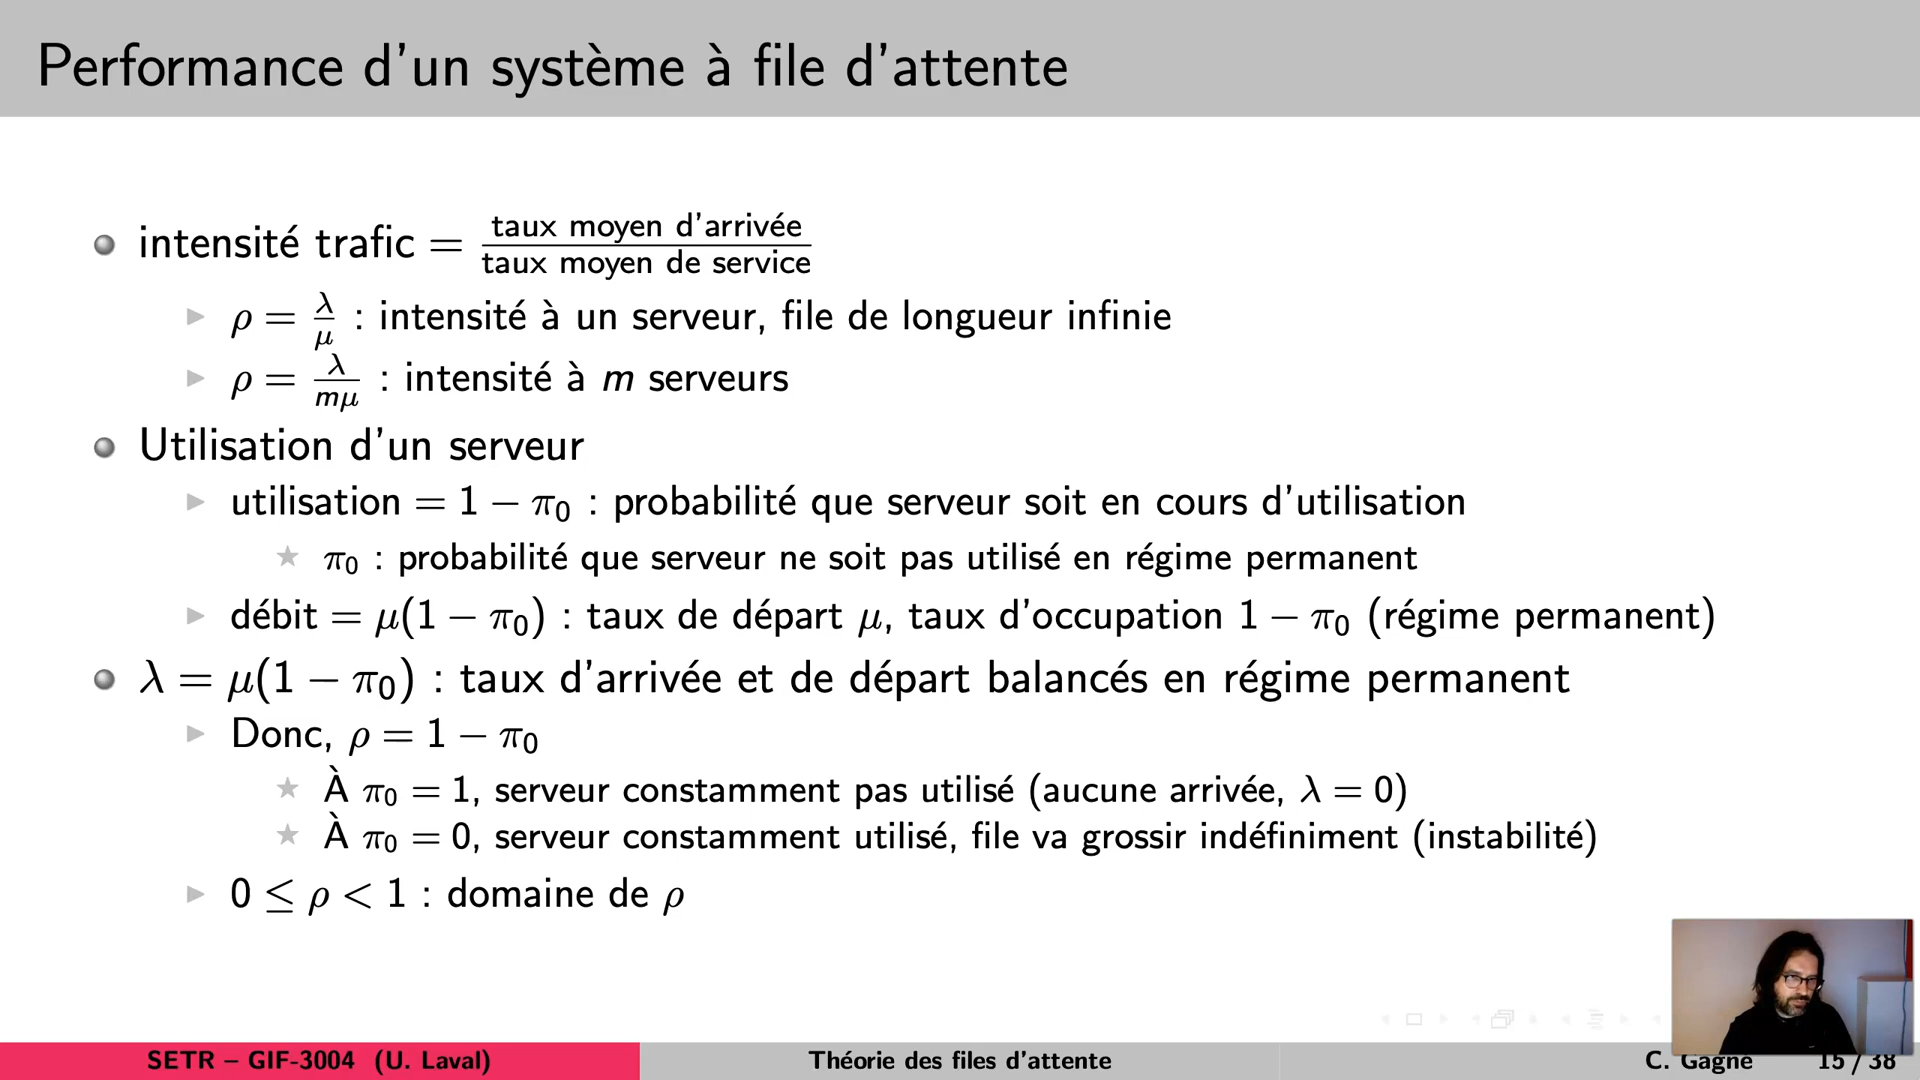 Performance d'un système à file d'attente
intensité trafic = taux moyen d'arrivée / taux moyen de service
ρ = λ/μ : intensité à un serveur, file de longueur infinie
ρ = λ/mμ : intensité à m serveurs
Utilisation d'un serveur
utilisation = 1 − π₀ : probabilité que serveur soit en cours d'utilisation
π₀ : probabilité que serveur ne soit pas utilisé en régime permanent
débit = μ(1 − π₀) : taux de départ μ, taux d'occupation 1 − π₀ (régime permanent)
λ = μ(1 − π₀) : taux d'arrivée et de départ balancés en régime permanent
Donc, ρ = 1 − π₀
À π₀ = 1, serveur constamment pas utilisé (aucune arrivée, λ = 0)
À π₀ = 0, serveur constamment utilisé, file va grossir indéfiniment (instabilité)
0 ≤ ρ < 1 : domaine de ρ
SETR – GIF-3004 (U. Laval) Théorie des files d'attente C. Gagné 15 / 38